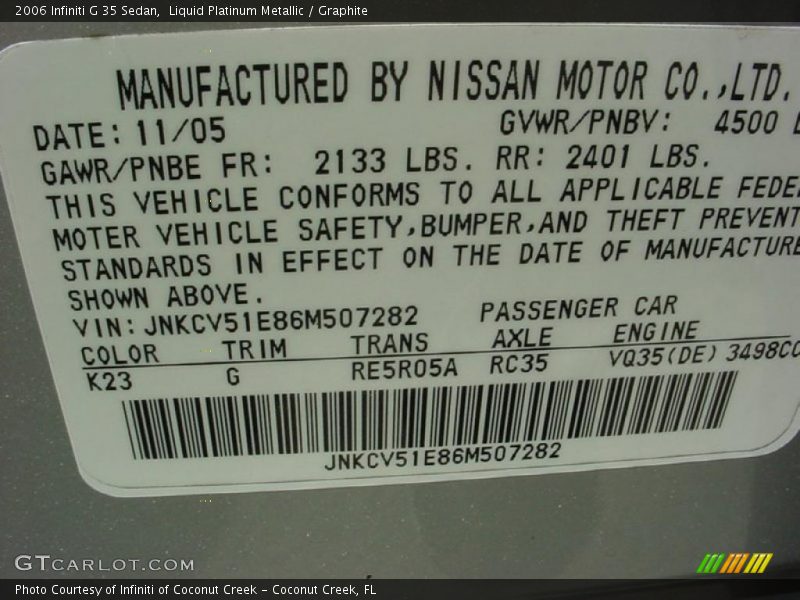 2006 Infiniti G 35 Sedan,  Liquid Platinum Metallic / Graphite
MANUFACTURED BY NISSAN MOTOR CO.,LTD.
DATE: 11/05 GVWR/PNBV: 4500
GAWR/PNBE FR: 2133 LBS. RR: 2401 LBS.
THIS VEHICLE CONFORMS TO ALL APPLICABLE FEDE
MOTER VEHICLE SAFETY,BUMPER,AND THEFT PREVENT
STANDARDS IN EFFECT ON THE DATE OF MANUFACTURE
SHOWN ABOVE.
VIN: JNKCV51E86M507282 PASSENGER CAR
COLOR TRIM TRANS AXLE ENGINE
K23 G RE5R05A RC35 VQ35(DE) 3498CC
JNKCV51E86M507282
GTCARLOT.COM
Photo Courtesy of Infiniti of Coconut Creek – Coconut Creek, FL